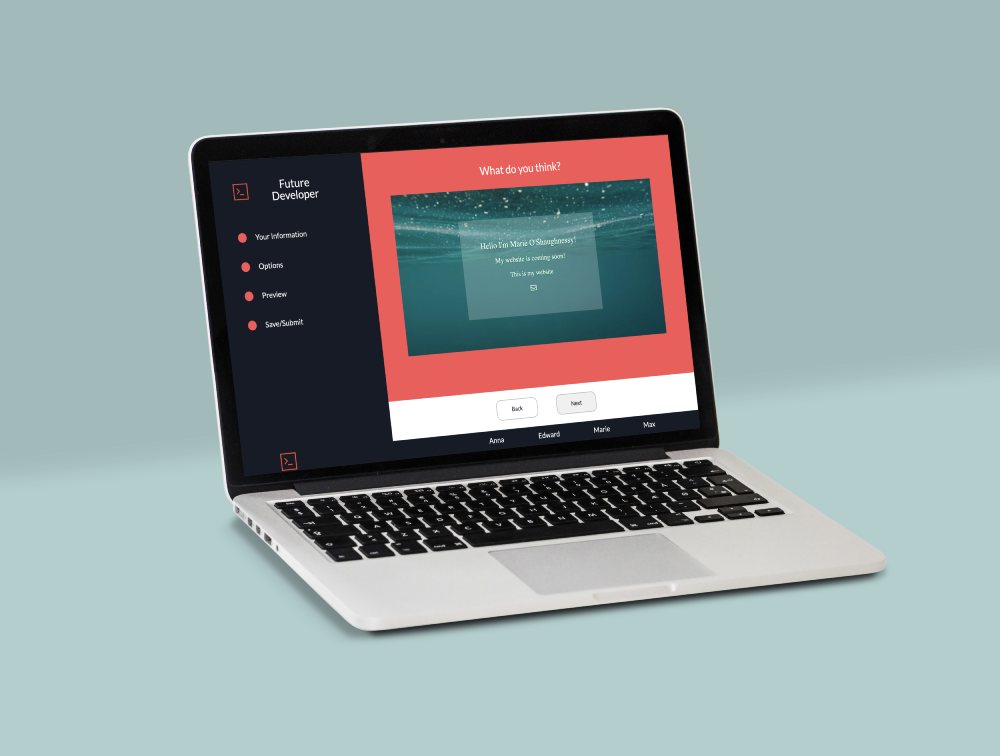 Future
Developer
Your Information
Options
Preview
Save/Submit
What do you think?
Hello I'm Marie O'Shaughnessy!
My website is coming soon!
This is my website
Back
Next
Anna
Edward
Marie
Max